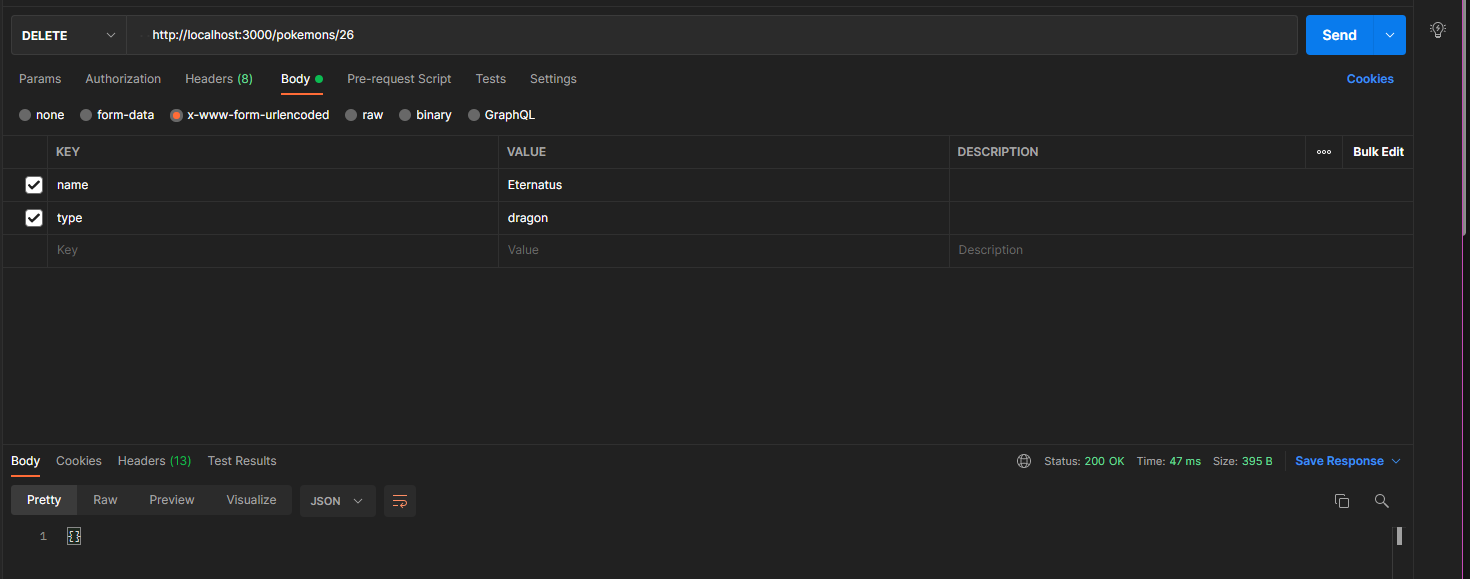 DELETE http://localhost:3000/pokemons/26 Send
Params Authorization Headers (8) Body Pre-request Script Tests Settings Cookies
none form-data x-www-form-urlencoded raw binary GraphQL
KEY VALUE DESCRIPTION ooo Bulk Edit
name Eternatus
type dragon
Key Value Description
Body Cookies Headers (13) Test Results Status: 200 OK Time: 47 ms Size: 395 B Save Response
Pretty Raw Preview Visualize JSON
1 {}